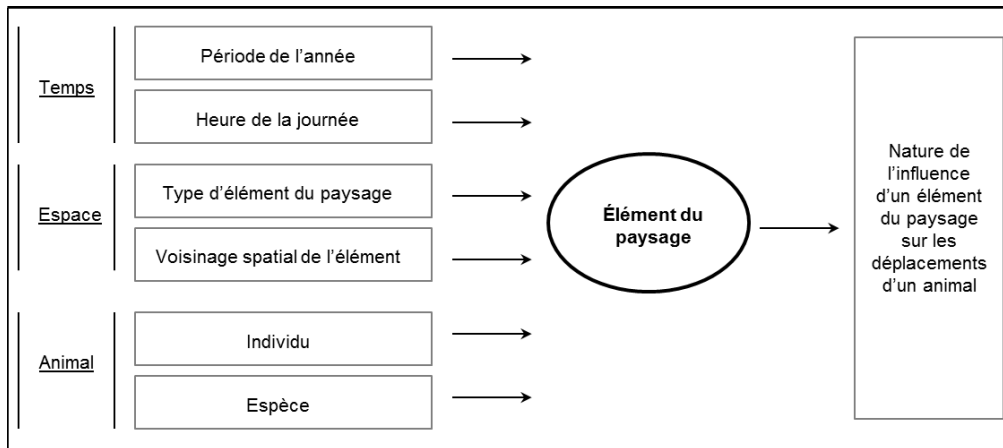 Temps
Période de l’année
Heure de la journée
Espace
Type d’élément du paysage
Voisinage spatial de l’élément
Animal
Individu
Espèce
Élément du
paysage
Nature de
l’influence
d’un élément
du paysage
sur les
déplacements
d’un animal